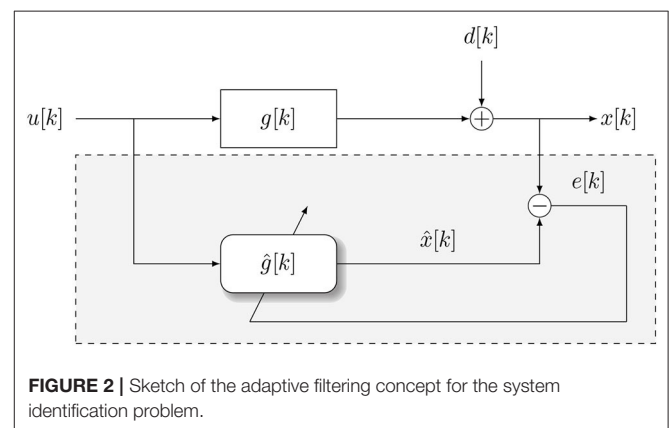 d[k]
u[k]
g[k]
+
x[k]
e[k]
−
x̂[k]
ĝ[k]
FIGURE 2 | Sketch of the adaptive filtering concept for the system
identification problem.